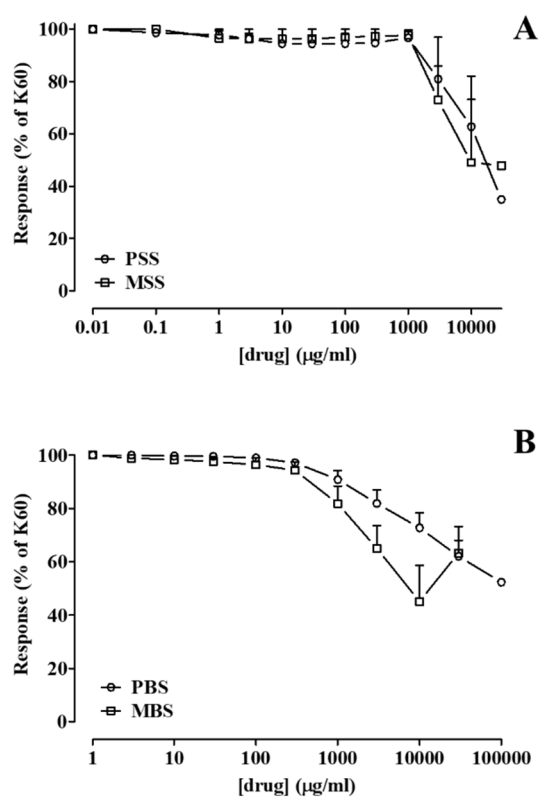 A
Response (% of K60)
100
80
60
40
20
0
PSS
MSS
0.01 0.1 1 10 100 1000 10000
[drug] (μg/ml)
B
Response (% of K60)
100
80
60
40
20
0
PBS
MBS
1 10 100 1000 10000 100000
[drug] (μg/ml)